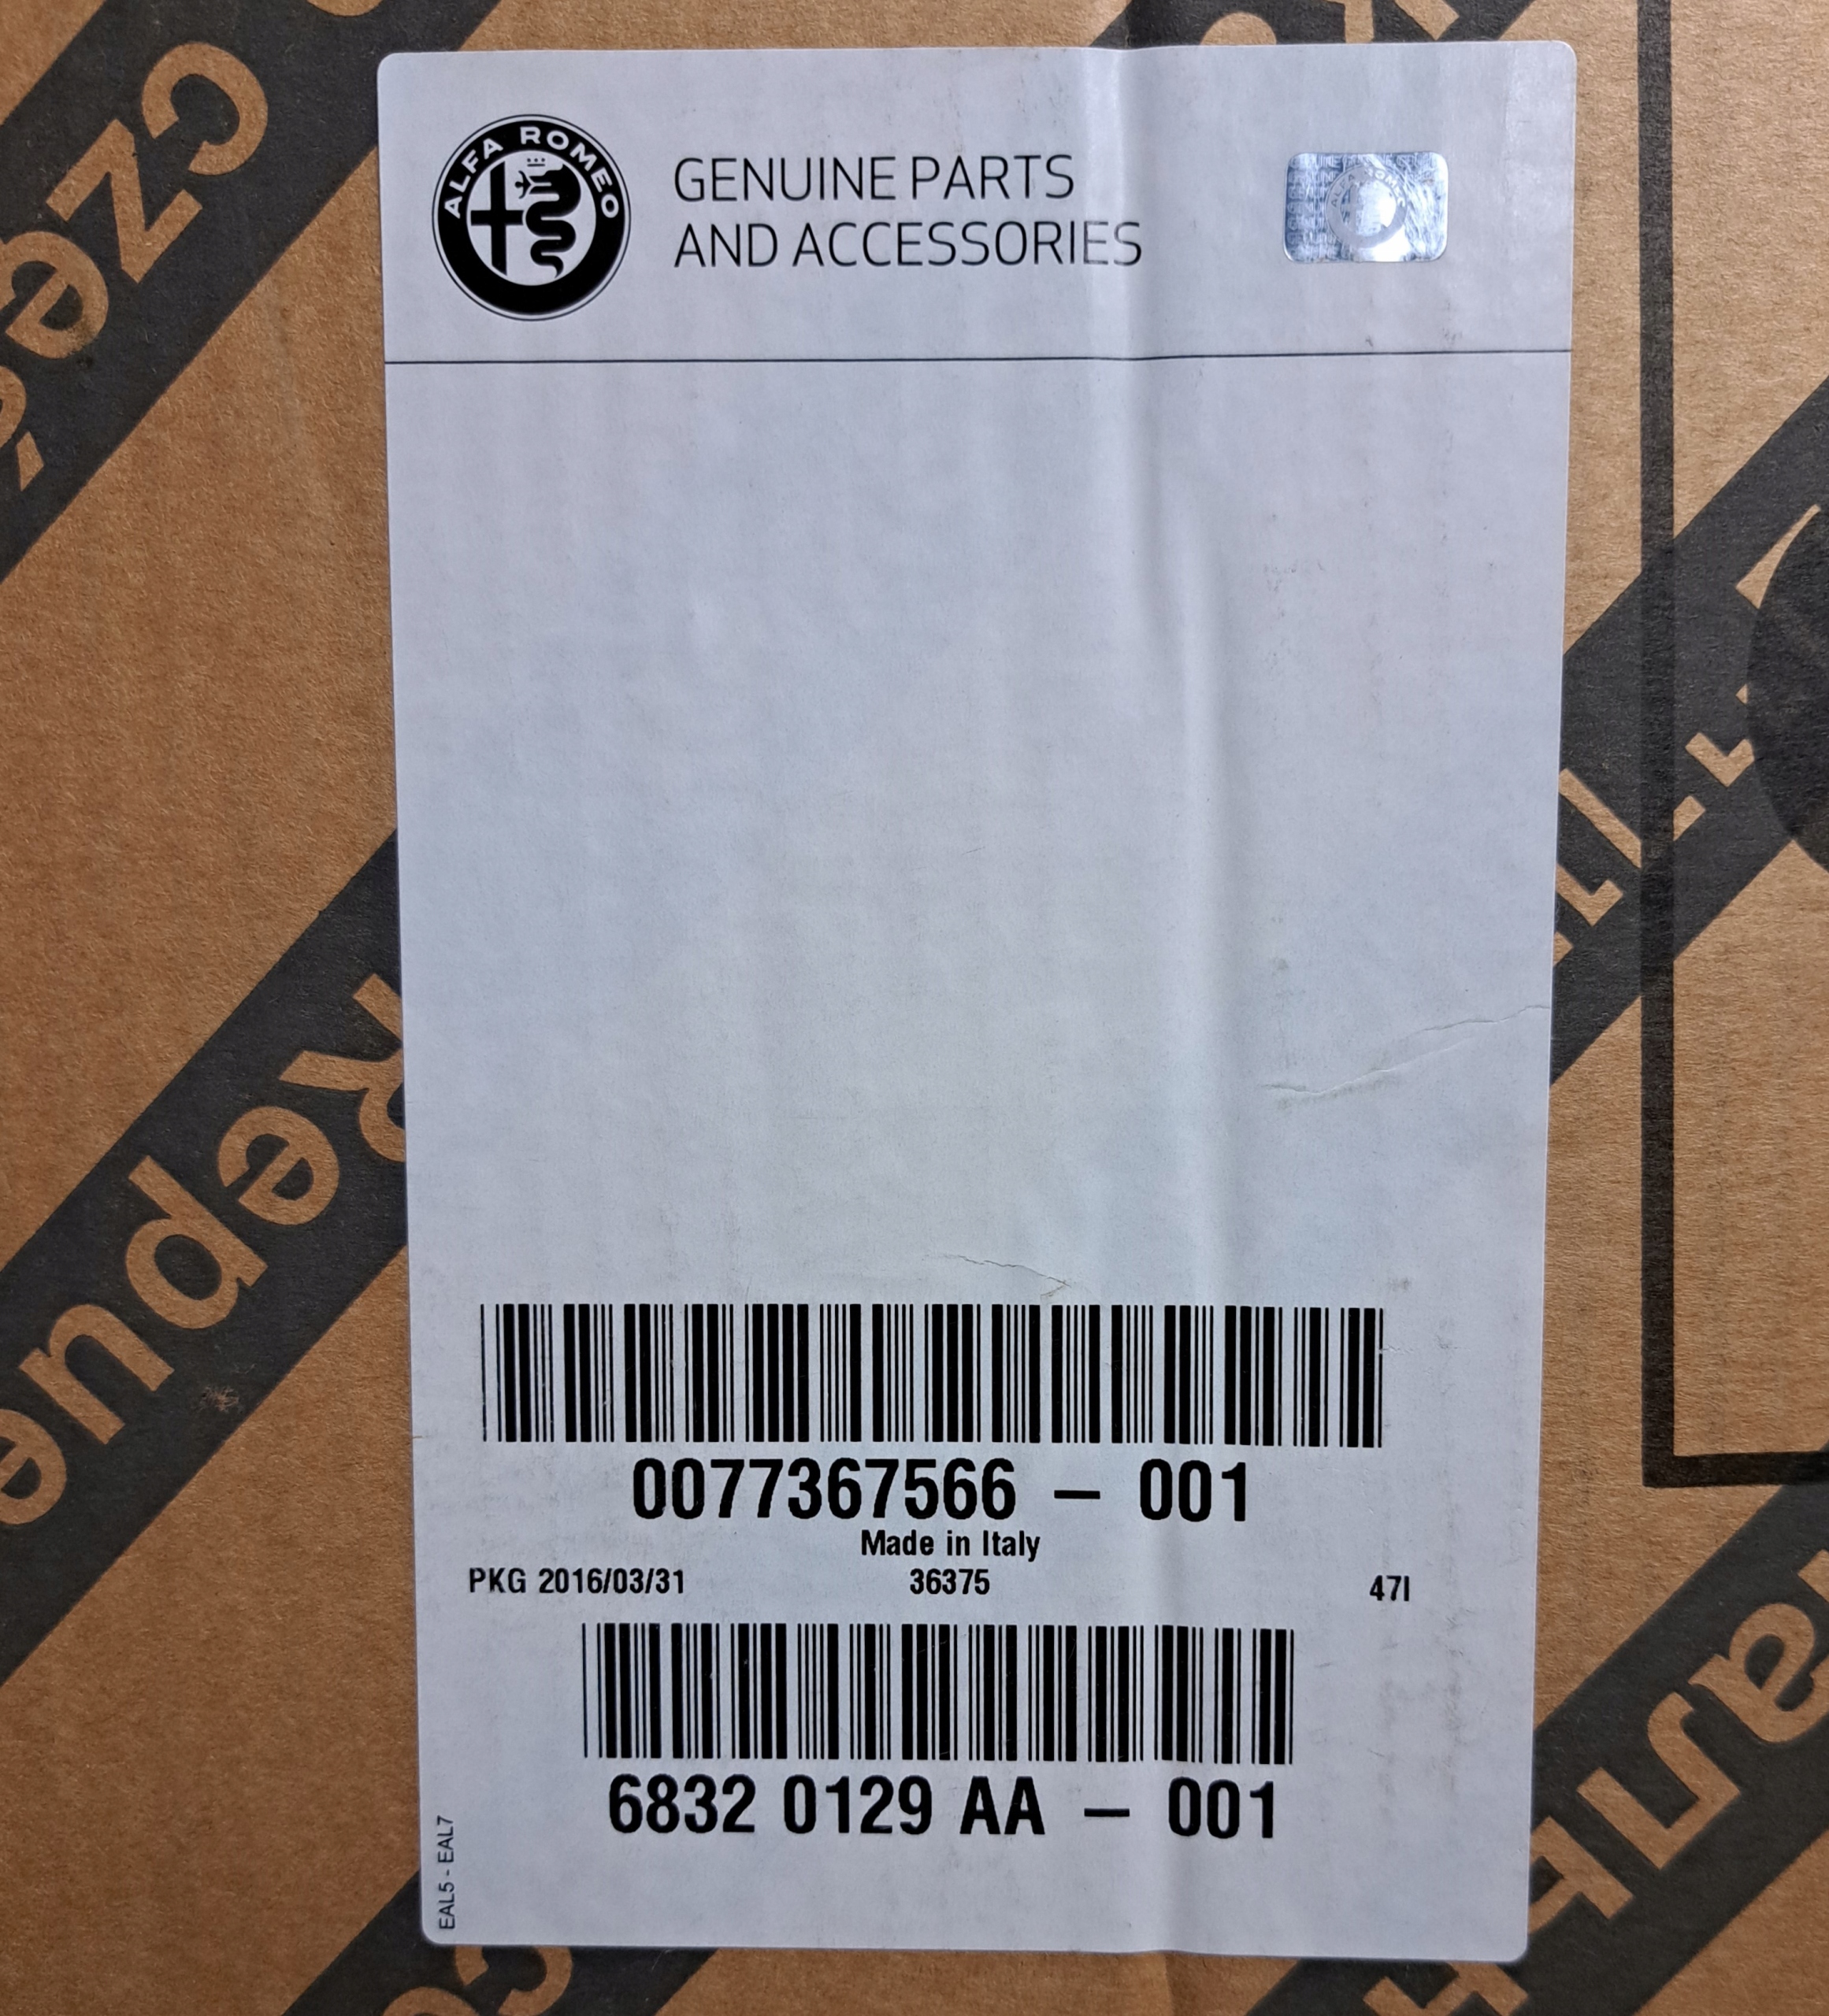 ALFA ROMEO
GENUINE PARTS
AND ACCESSORIES
0077367566 – 001
Made in Italy
PKG 2016/03/31
36375
47I
6832 0129 AA – 001
EAL5 - EAL7